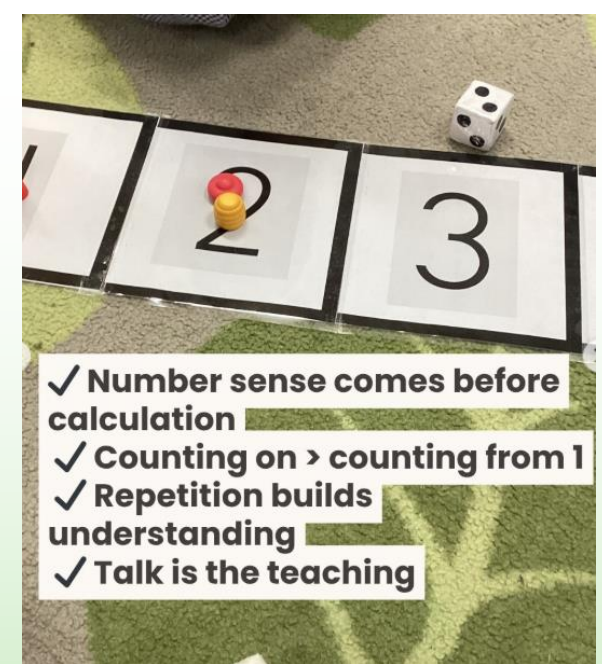 1 2 3
✓ Number sense comes before
calculation
✓ Counting on > counting from 1
✓ Repetition builds
understanding
✓ Talk is the teaching